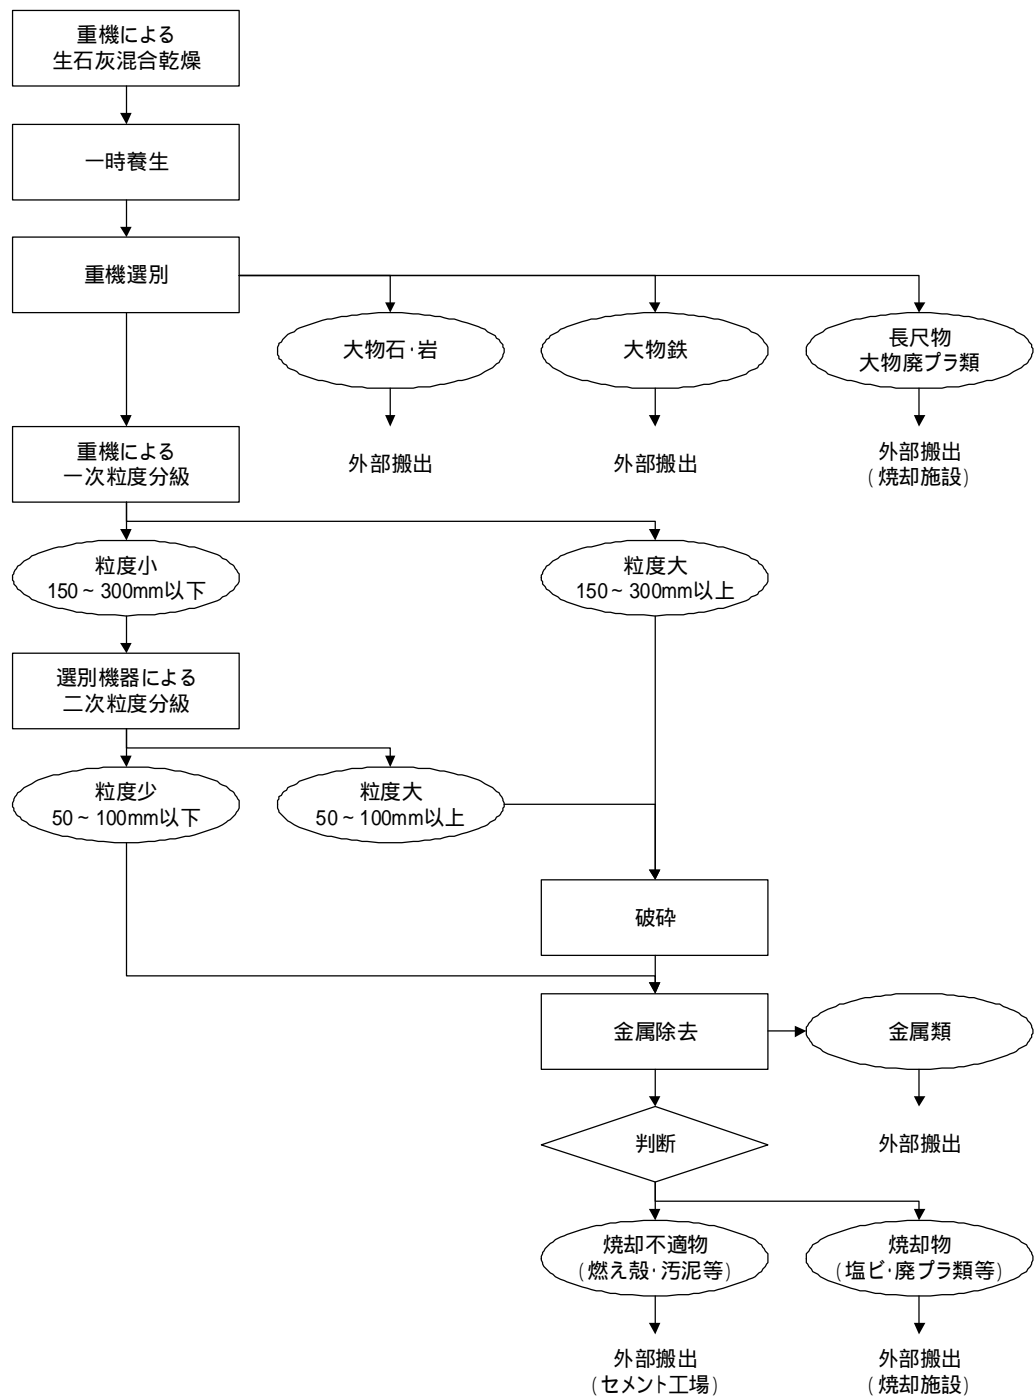 重機による
生石灰混合乾燥
一時養生
重機選別
大物石・岩
大物鉄
長尺物
大物廃プラ類
外部搬出
外部搬出
外部搬出
(焼却施設)
重機による
一次粒度分級
粒度小
150~300mm以下
粒度大
150~300mm以上
選別機器による
二次粒度分級
粒度少
50~100mm以下
粒度大
50~100mm以上
破砕
金属除去
金属類
判断
外部搬出
焼却不適物
(燃え殻・汚泥等)
焼却物
(塩ビ・廃プラ類等)
外部搬出
(セメント工場)
外部搬出
(焼却施設)